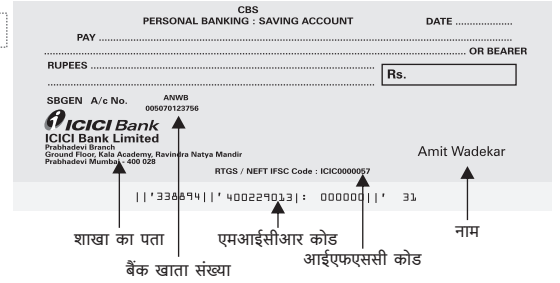 CBS
PERSONAL BANKING : SAVING ACCOUNT DATE ..................
PAY ..................................................................................................................
.................................................................................................................. OR BEARER
RUPEES ..................................................................................................................
.................................................................................................................. Rs.
SBGEN A/c No. ANWB
005070123756
ICICI Bank
ICICI Bank Limited
Prabhadevi Branch
Ground Floor, Kala Academy, Ravindra Natya Mandir
Prabhadevi Mumbai - 400 028
Amit Wadekar
RTGS / NEFT IFSC Code : ICIC0000057
||'338894||' 400229013|: 000000||' 31
शाखा का पता
एमआईसीआर कोड
नाम
बैंक खाता संख्या
आईएफएससी कोड